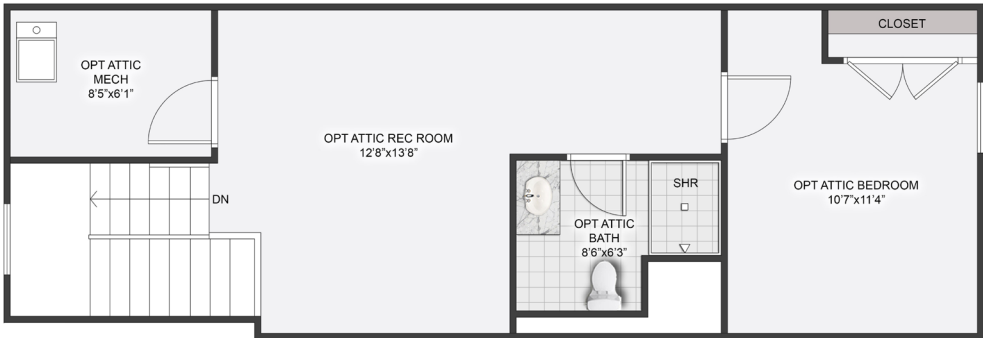 CLOSET
OPT ATTIC
MECH
8'5"x6'1"
OPT ATTIC REC ROOM
12'8"x13'8"
SHR
OPT ATTIC BEDROOM
10'7"x11'4"
DN
OPT ATTIC
BATH
8'6"x6'3"